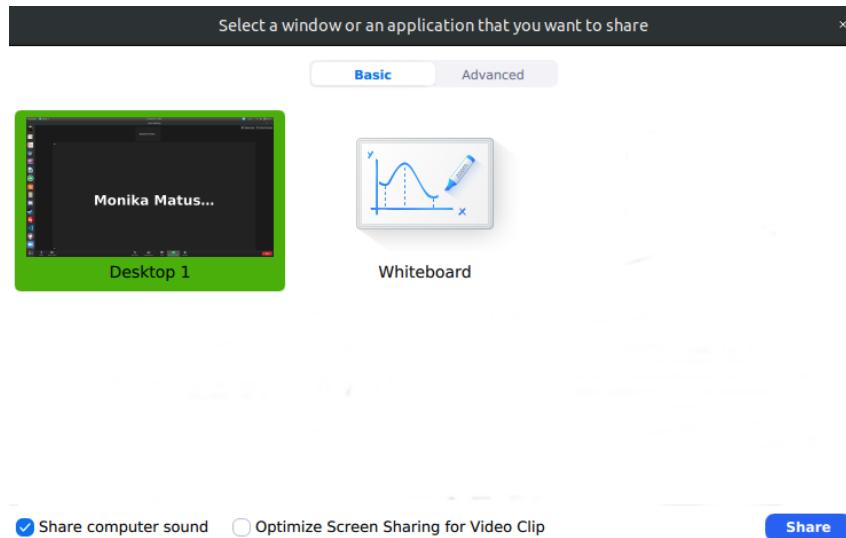 Select a window or an application that you want to share ×
Basic Advanced
Monika Matus...
y
x
Desktop 1 Whiteboard
Share computer sound Optimize Screen Sharing for Video Clip Share